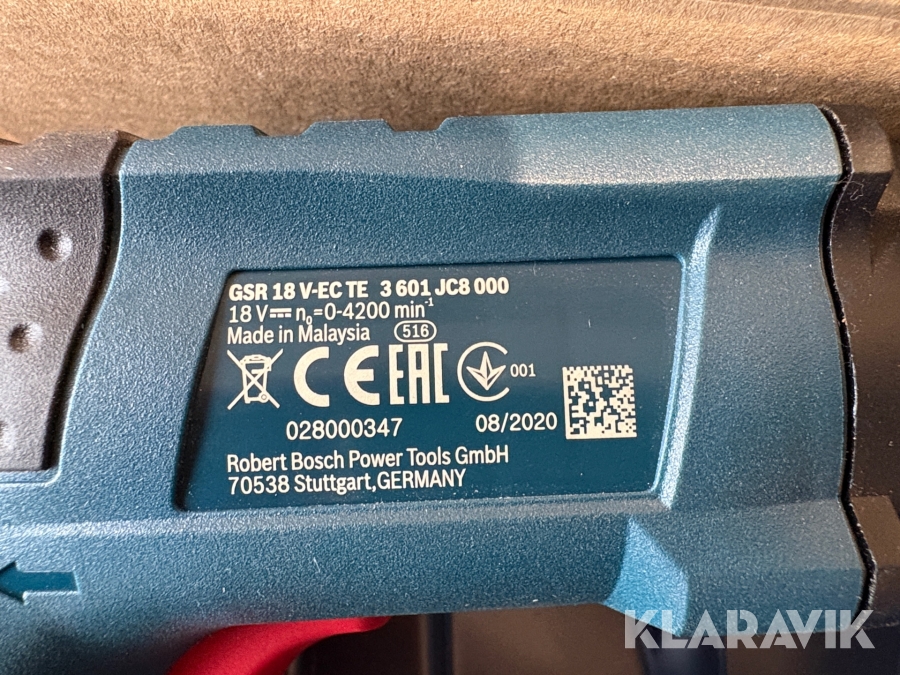 GSR 18 V-EC TE 3 601 JC8 000
18 V⎓ n₀=0-4200 min⁻¹
Made in Malaysia 516
CE EAC 001
028000347 08/2020
Robert Bosch Power Tools GmbH
70538 Stuttgart,GERMANY
KLARAVIK